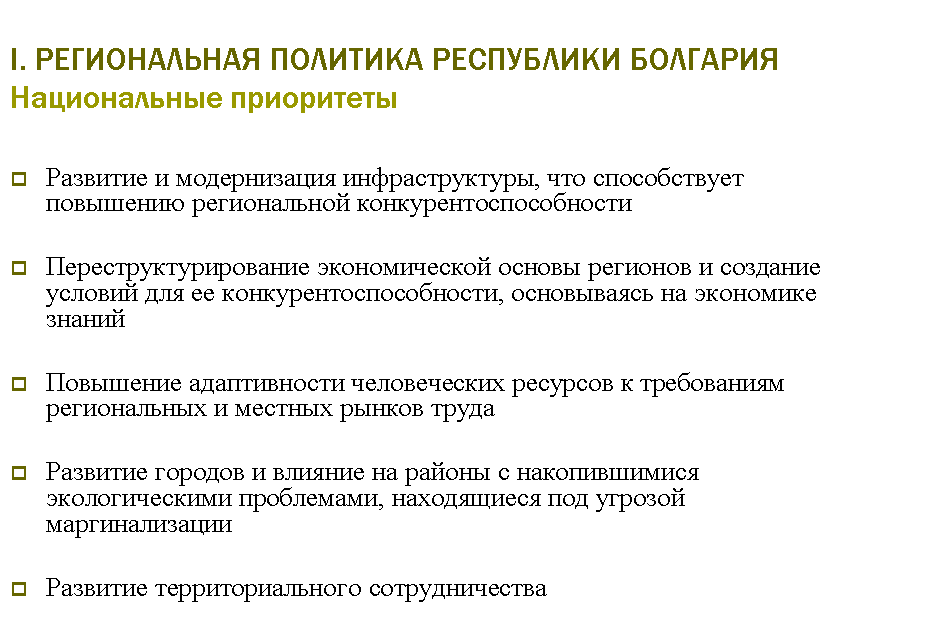 I. РЕГИОНАЛЬНАЯ ПОЛИТИКА РЕСПУБЛИКИ БОЛГАРИЯ
Национальные приоритеты
Развитие и модернизация инфраструктуры, что способствует
повышению региональной конкурентоспособности
Переструктурирование экономической основы регионов и создание
условий для ее конкурентоспособности, основываясь на экономике
знаний
Повышение адаптивности человеческих ресурсов к требованиям
региональных и местных рынков труда
Развитие городов и влияние на районы с накопившимися
экологическими проблемами, находящиеся под угрозой
маргинализации
Развитие территориального сотрудничества